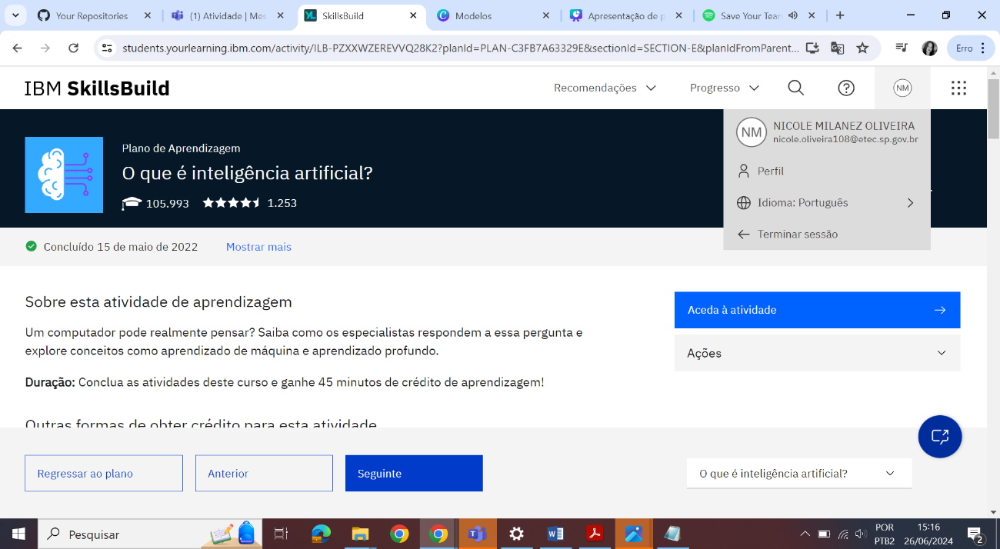 Your Repositories
(1) Atividade | Mes
SkillsBuild
Modelos
Apresentação de p
Save Your Tear
students.yourlearning.ibm.com/activity/ILB-PZXXWZEREVVQ28K2?planId=PLAN-C3FB7A63329E&sectionId=SECTION-E&planIdFromParent...
Erro
IBM SkillsBuild
Recomendações
Progresso
NM
NM
NICOLE MILANEZ OLIVEIRA
nicole.oliveira108@etec.sp.gov.br
Perfil
Idioma: Português
Terminar sessão
Plano de Aprendizagem
O que é inteligência artificial?
105.993
1.253
Concluído 15 de maio de 2022
Mostrar mais
Sobre esta atividade de aprendizagem
Um computador pode realmente pensar? Saiba como os especialistas respondem a essa pergunta e
explore conceitos como aprendizado de máquina e aprendizado profundo.
Duração: Conclua as atividades deste curso e ganhe 45 minutos de crédito de aprendizagem!
Outras formas de obter crédito para esta atividade
Aceda à atividade
Ações
Regressar ao plano
Anterior
Seguinte
O que é inteligência artificial?
Pesquisar
POR
PTB2
15:16
26/06/2024
2